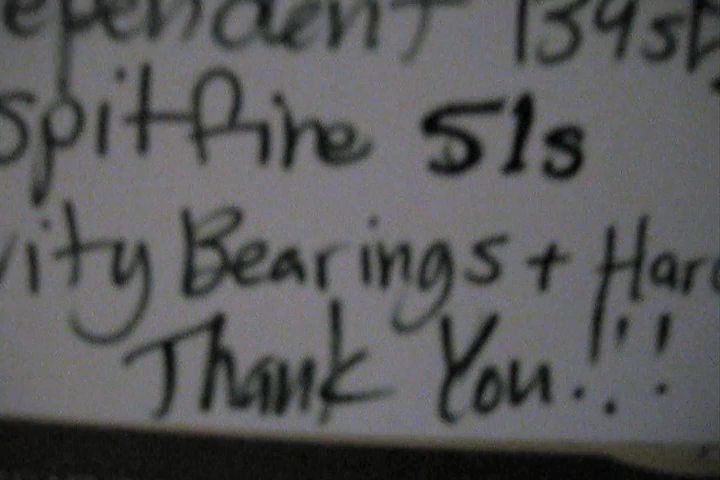 ependent 139s
spitfire 51s
ity Bearings + Har
Thank You!!!